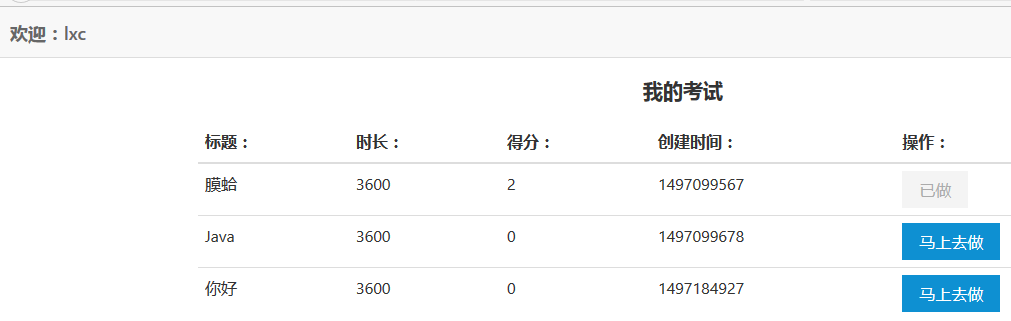 欢迎：lxc
我的考试
标题： 时长： 得分： 创建时间： 操作：
膜蛤 3600 2 1497099567 已做
Java 3600 0 1497099678 马上去做
你好 3600 0 1497184927 马上去做